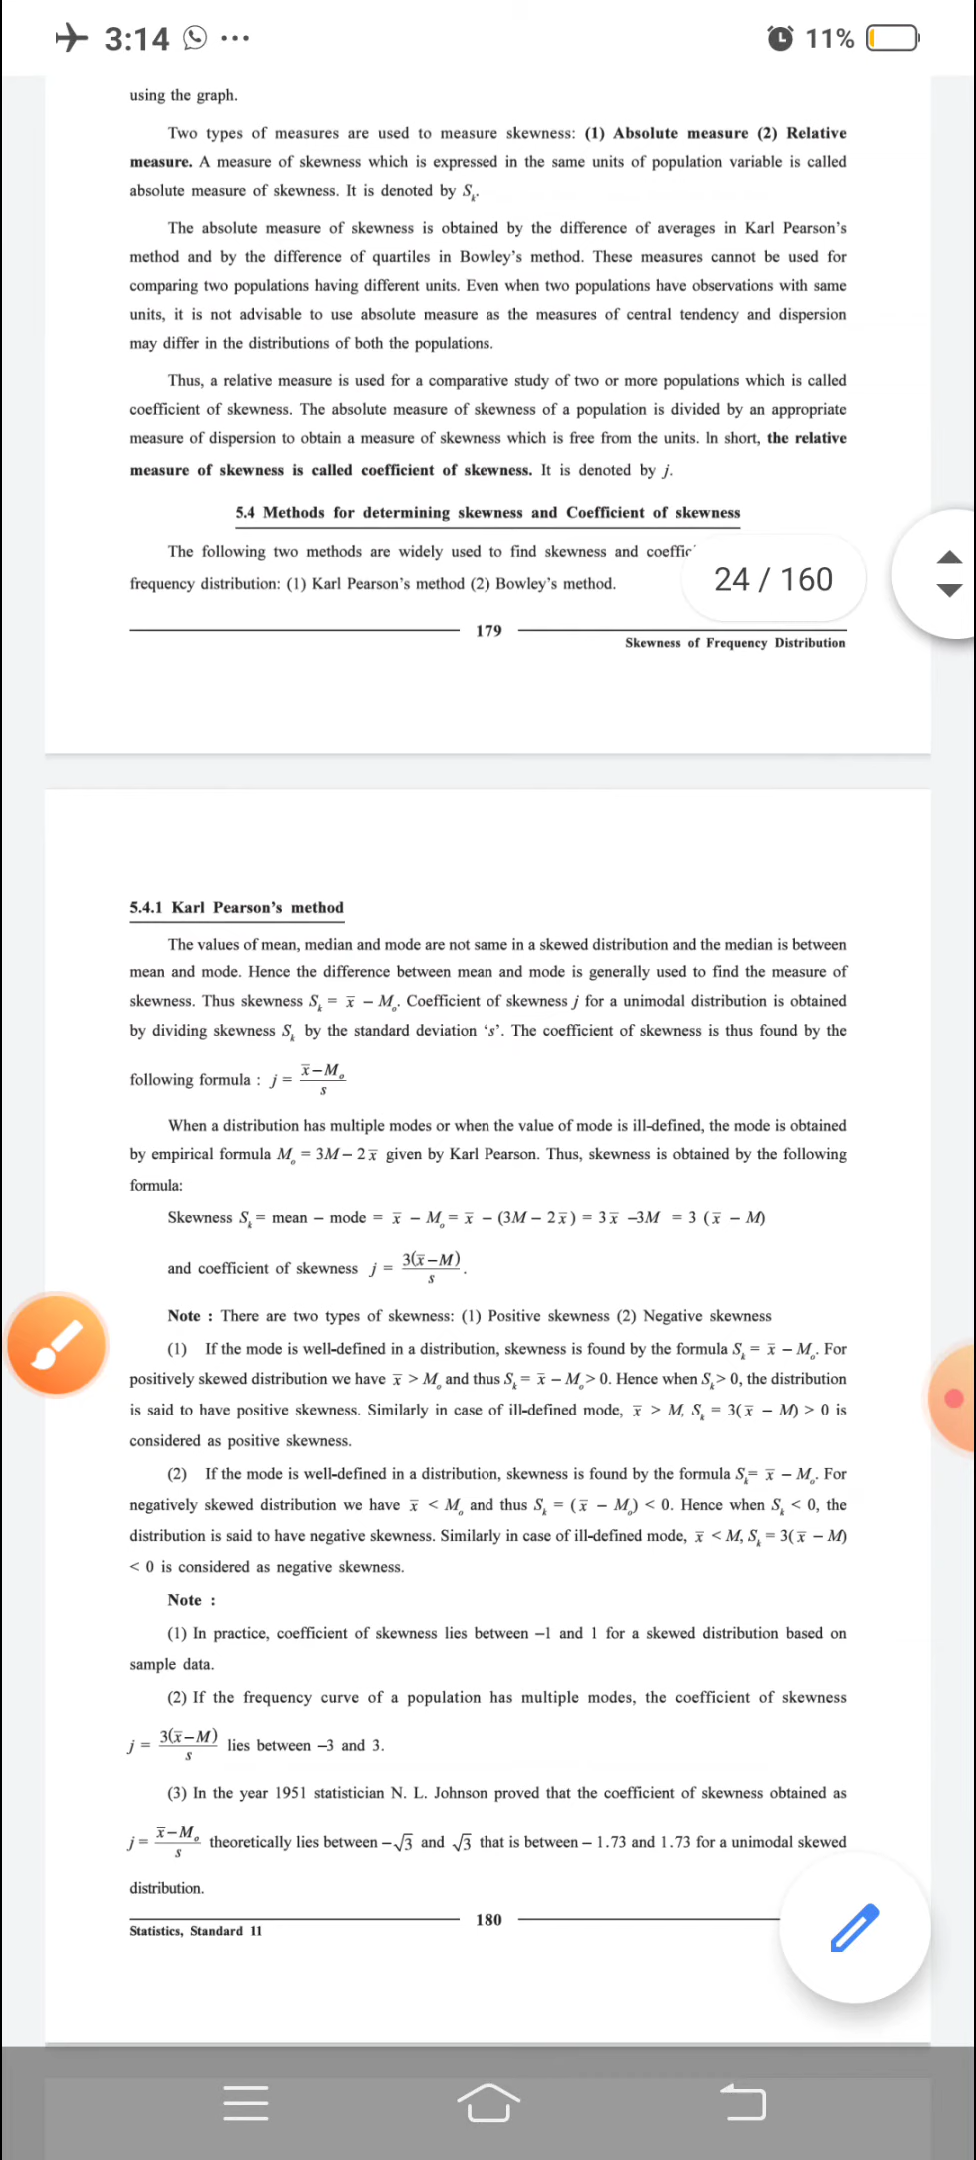 3:14 ...
11%
using the graph.
Two types of measures are used to measure skewness: (1) Absolute measure (2) Relative
measure. A measure of skewness which is expressed in the same units of population variable is called
absolute measure of skewness. It is denoted by Sₖ.
The absolute measure of skewness is obtained by the difference of averages in Karl Pearson's
method and by the difference of quartiles in Bowley's method. These measures cannot be used for
comparing two populations having different units. Even when two populations have observations with same
units, it is not advisable to use absolute measure as the measures of central tendency and dispersion
may differ in the distributions of both the populations.
Thus, a relative measure is used for a comparative study of two or more populations which is called
coefficient of skewness. The absolute measure of skewness of a population is divided by an appropriate
measure of dispersion to obtain a measure of skewness which is free from the units. In short, the relative
measure of skewness is called coefficient of skewness. It is denoted by j.
5.4 Methods for determining skewness and Coefficient of skewness
The following two methods are widely used to find skewness and
frequency distribution: (1) Karl Pearson's method (2) Bowley's method.
24 / 160
179
Skewness of Frequency Distribution
5.4.1 Karl Pearson's method
The values of mean, median and mode are not same in a skewed distribution and the median is between
mean and mode. Hence the difference between mean and mode is generally used to find the measure of
skewness. Thus skewness Sₖ = x̄ − Mₒ. Coefficient of skewness j for a unimodal distribution is obtained
by dividing skewness Sₖ by the standard deviation 's'. The coefficient of skewness is thus found by the
following formula : j = (x̄−Mₒ)/s
When a distribution has multiple modes or when the value of mode is ill-defined, the mode is obtained
by empirical formula Mₒ = 3M − 2x̄ given by Karl Pearson. Thus, skewness is obtained by the following
formula:
Skewness Sₖ = mean − mode = x̄ − Mₒ = x̄ − (3M − 2x̄) = 3x̄ −3M = 3 (x̄ − M)
and coefficient of skewness j = 3(x̄−M)/s.
Note : There are two types of skewness: (1) Positive skewness (2) Negative skewness
(1) If the mode is well-defined in a distribution, skewness is found by the formula Sₖ = x̄ − Mₒ. For
positively skewed distribution we have x̄ > Mₒ and thus Sₖ = x̄ − Mₒ > 0. Hence when Sₖ > 0, the distribution
is said to have positive skewness. Similarly in case of ill-defined mode, x̄ > M, Sₖ = 3(x̄ − M) > 0 is
considered as positive skewness.
(2) If the mode is well-defined in a distribution, skewness is found by the formula Sₖ= x̄ − Mₒ. For
negatively skewed distribution we have x̄ < Mₒ and thus Sₖ = (x̄ − Mₒ) < 0. Hence when Sₖ < 0, the
distribution is said to have negative skewness. Similarly in case of ill-defined mode, x̄ < M, Sₖ = 3(x̄ − M)
< 0 is considered as negative skewness.
Note :
(1) In practice, coefficient of skewness lies between −1 and 1 for a skewed distribution based on
sample data.
(2) If the frequency curve of a population has multiple modes, the coefficient of skewness
j = 3(x̄−M)/s lies between −3 and 3.
(3) In the year 1951 statistician N. L. Johnson proved that the coefficient of skewness obtained as
j = (x̄−Mₒ)/s theoretically lies between −√3 and √3 that is between − 1.73 and 1.73 for a unimodal skewed
distribution.
180
Statistics, Standard 11